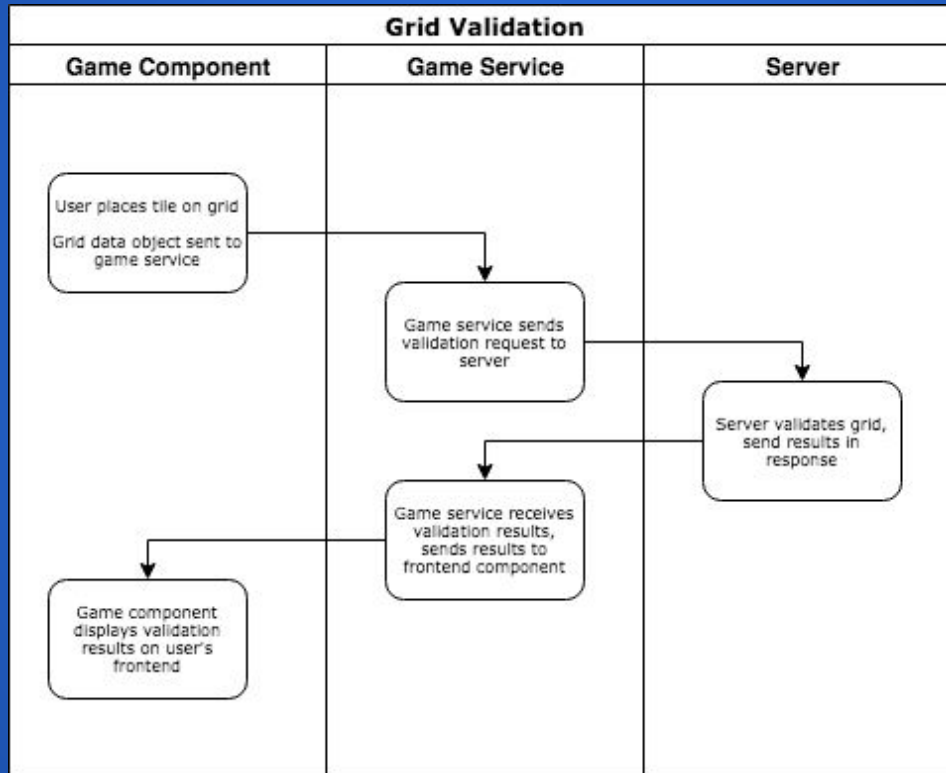 Grid Validation
Game Component
Game Service
Server
User places tile on grid
Grid data object sent to
game service
Game service sends
validation request to
server
Server validates grid,
send results in
response
Game service receives
validation results,
sends results to
frontend component
Game component
displays validation
results on user's
frontend